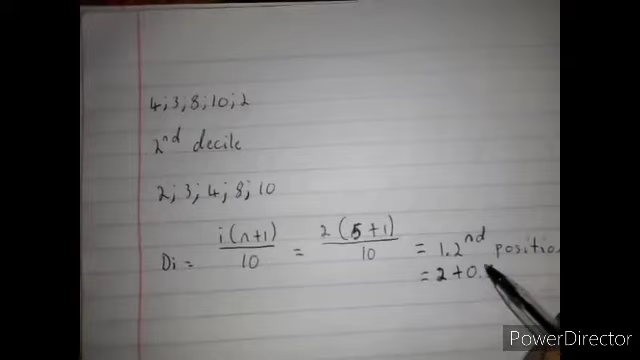 4;3;8;10;2
2nd decile
2;3;4;8;10
Di = i(n+1)/10 = 2(5+1)/10 = 1.2nd position
= 2+0.
PowerDirector